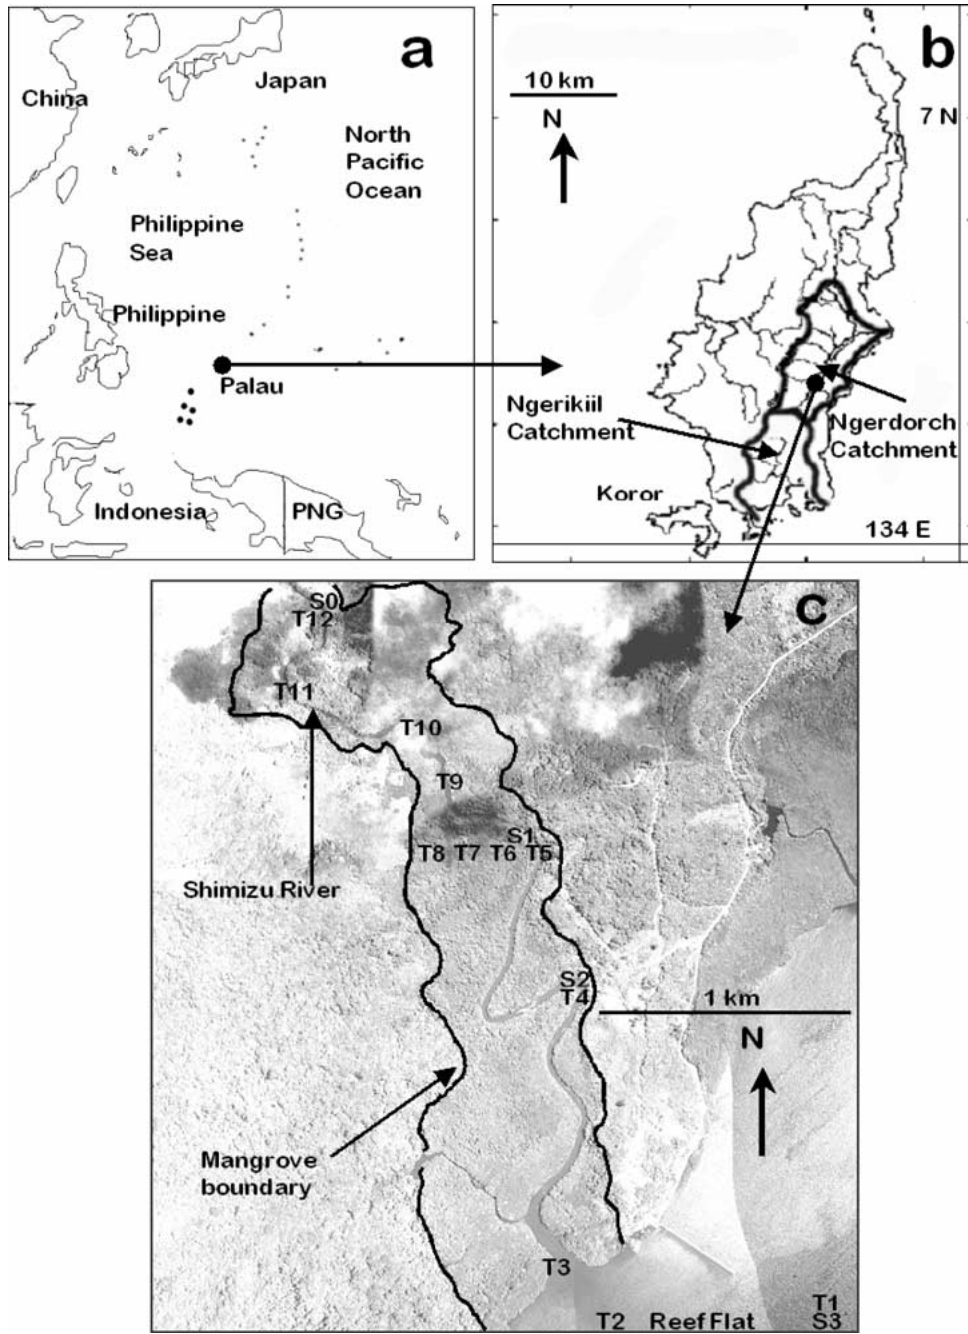 a
China
Japan
North
Pacific
Ocean
Philippine
Sea
Philippine
Palau
Indonesia
PNG
b
10 km
N
7 N
Ngerikiil
Catchment
Ngerdorch
Catchment
Koror
134 E
c
S0
T12
T11
T10
T9
S1
T8 T7 T6 T5
Shimizu River
S2
T4
1 km
N
Mangrove
boundary
T3
T1
T2 Reef Flat S3